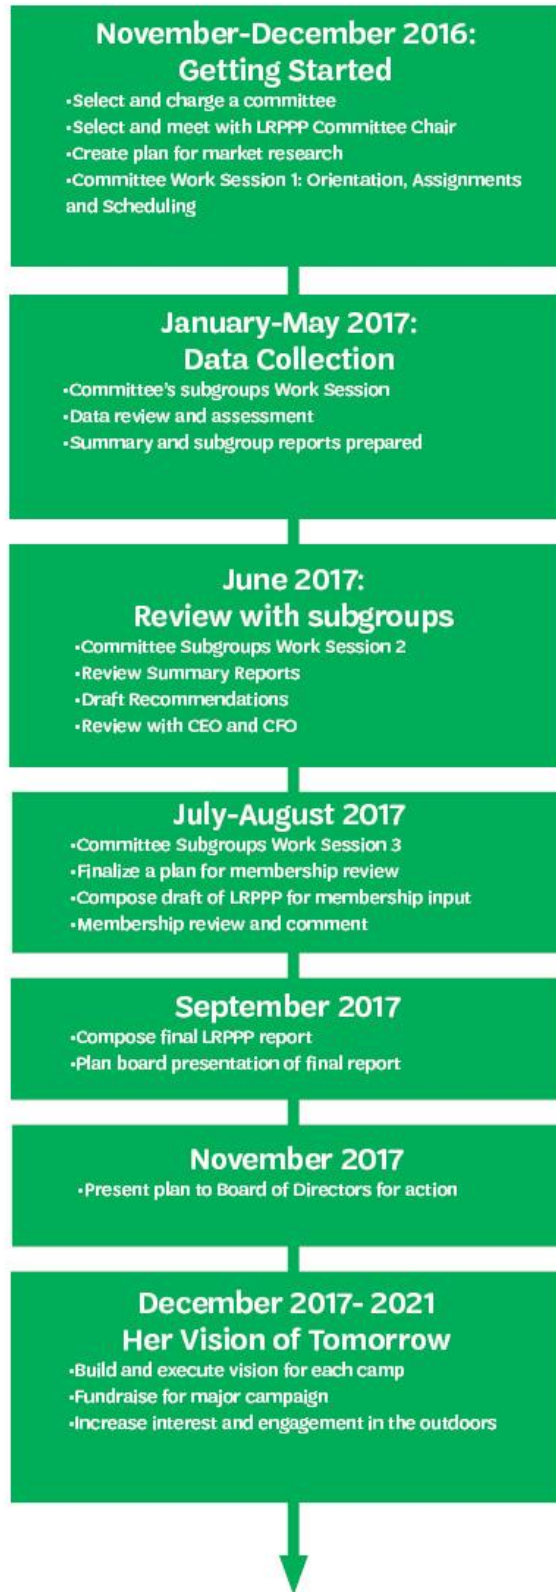 November-December 2016:
Getting Started
•Select and charge a committee
•Select and meet with LRPPP Committee Chair
•Create plan for market research
•Committee Work Session 1: Orientation, Assignments
and Scheduling
January-May 2017:
Data Collection
•Committee's subgroups Work Session
•Data review and assessment
•Summary and subgroup reports prepared
June 2017:
Review with subgroups
•Committee Subgroups Work Session 2
•Review Summary Reports
•Draft Recommendations
•Review with CEO and CFO
July-August 2017
•Committee Subgroups Work Session 3
•Finalize a plan for membership review
•Compose draft of LRPPP for membership input
•Membership review and comment
September 2017
•Compose final LRPPP report
•Plan board presentation of final report
November 2017
•Present plan to Board of Directors for action
December 2017- 2021
Her Vision of Tomorrow
•Build and execute vision for each camp
•Fundraise for major campaign
•Increase interest and engagement in the outdoors